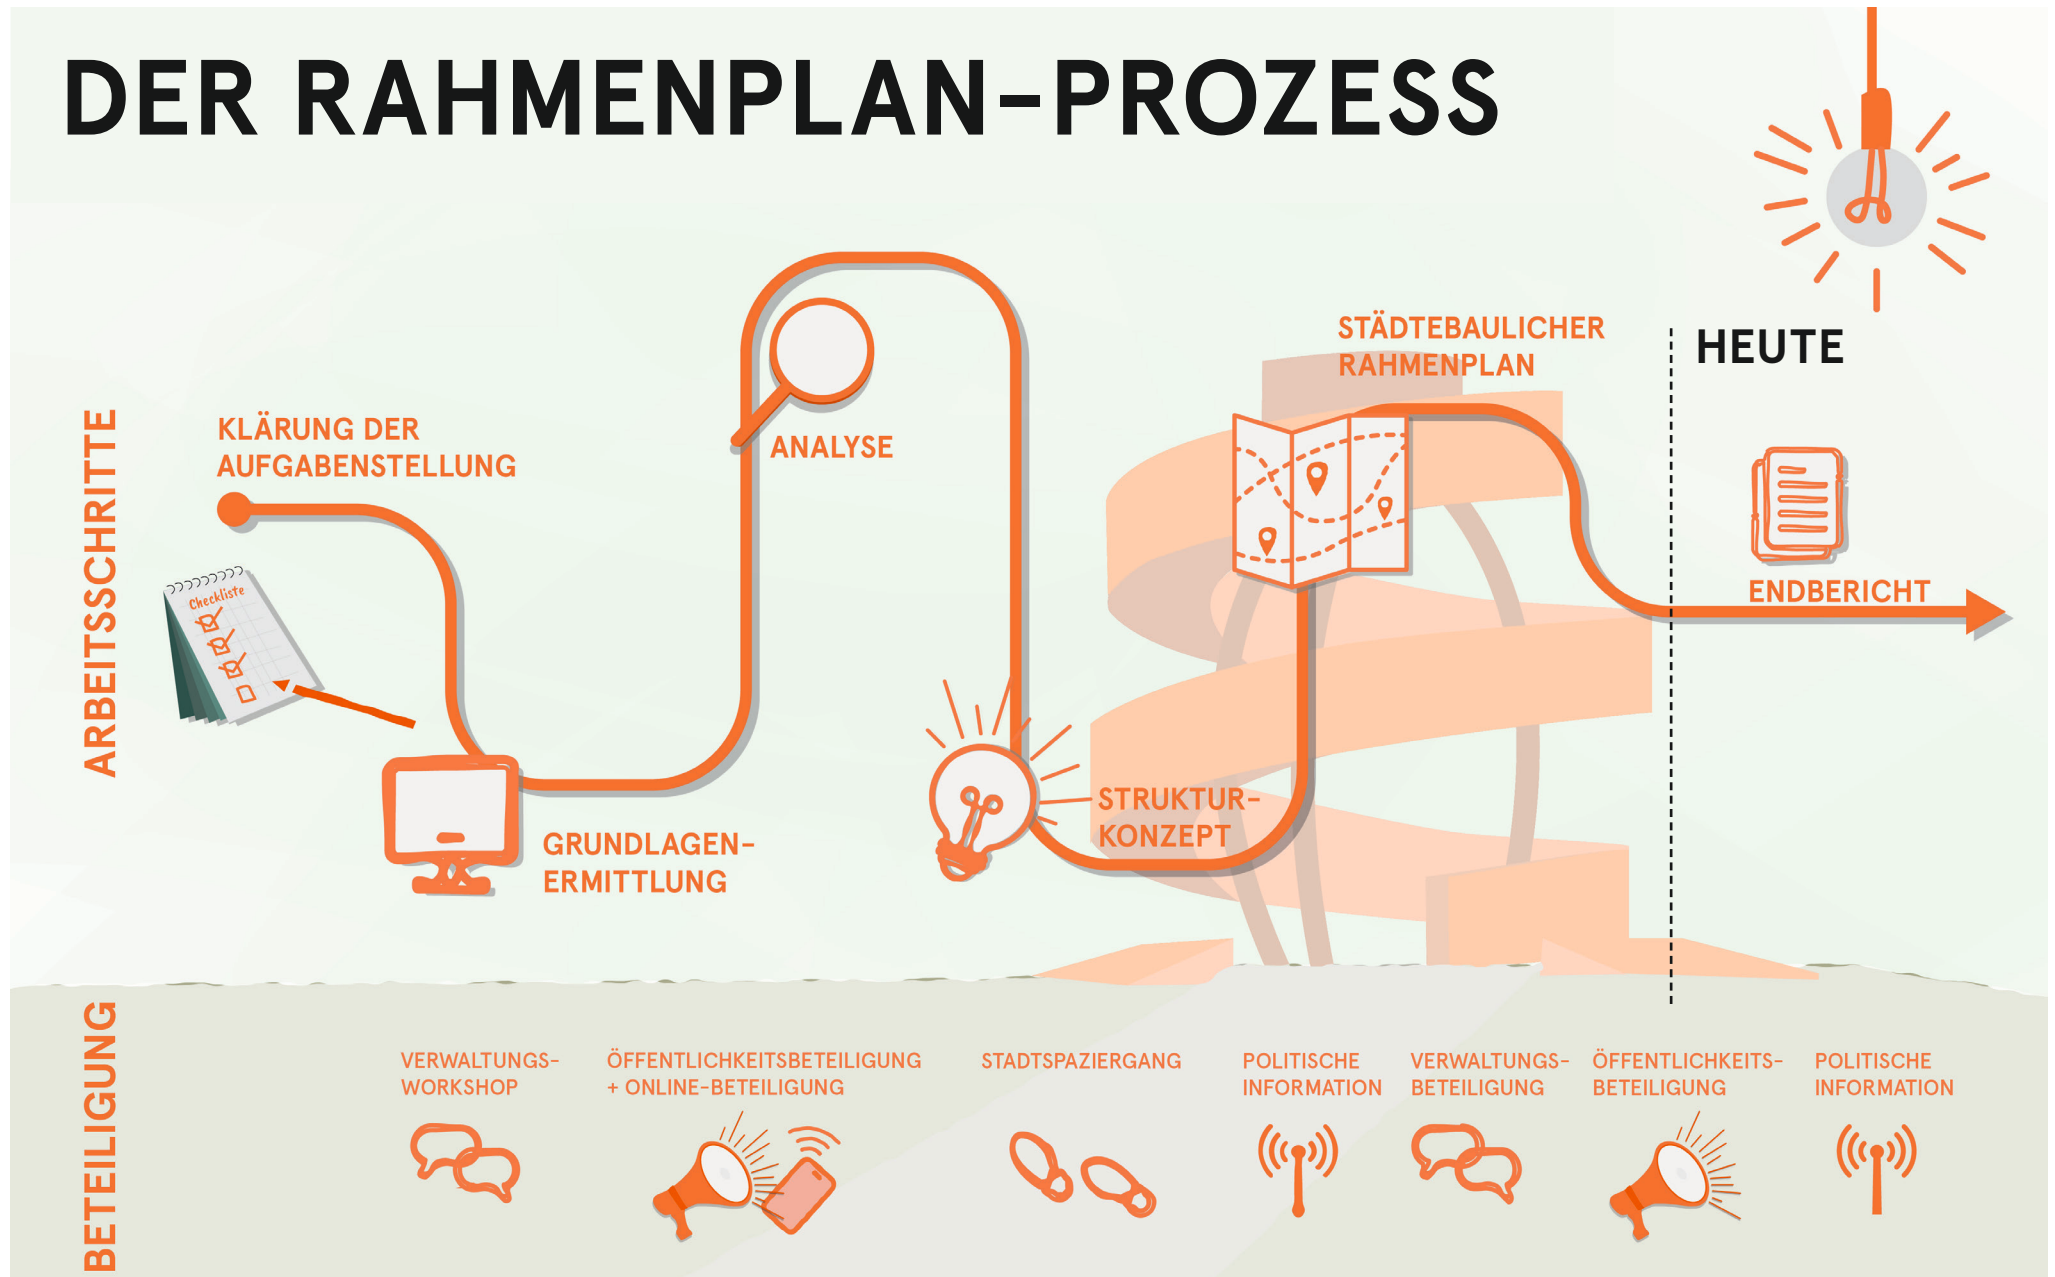 DER RAHMENPLAN-PROZESS
HEUTE
ARBEITSSCHRITTE
KLÄRUNG DER
AUFGABENSTELLUNG
Checkliste
GRUNDLAGEN-
ERMITTLUNG
ANALYSE
STRUKTUR-
KONZEPT
STÄDTEBAULICHER
RAHMENPLAN
ENDBERICHT
BETEILIGUNG
VERWALTUNGS-
WORKSHOP
ÖFFENTLICHKEITSBETEILIGUNG
+ ONLINE-BETEILIGUNG
STADTSPAZIERGANG
POLITISCHE
INFORMATION
VERWALTUNGS-
BETEILIGUNG
ÖFFENTLICHKEITS-
BETEILIGUNG
POLITISCHE
INFORMATION